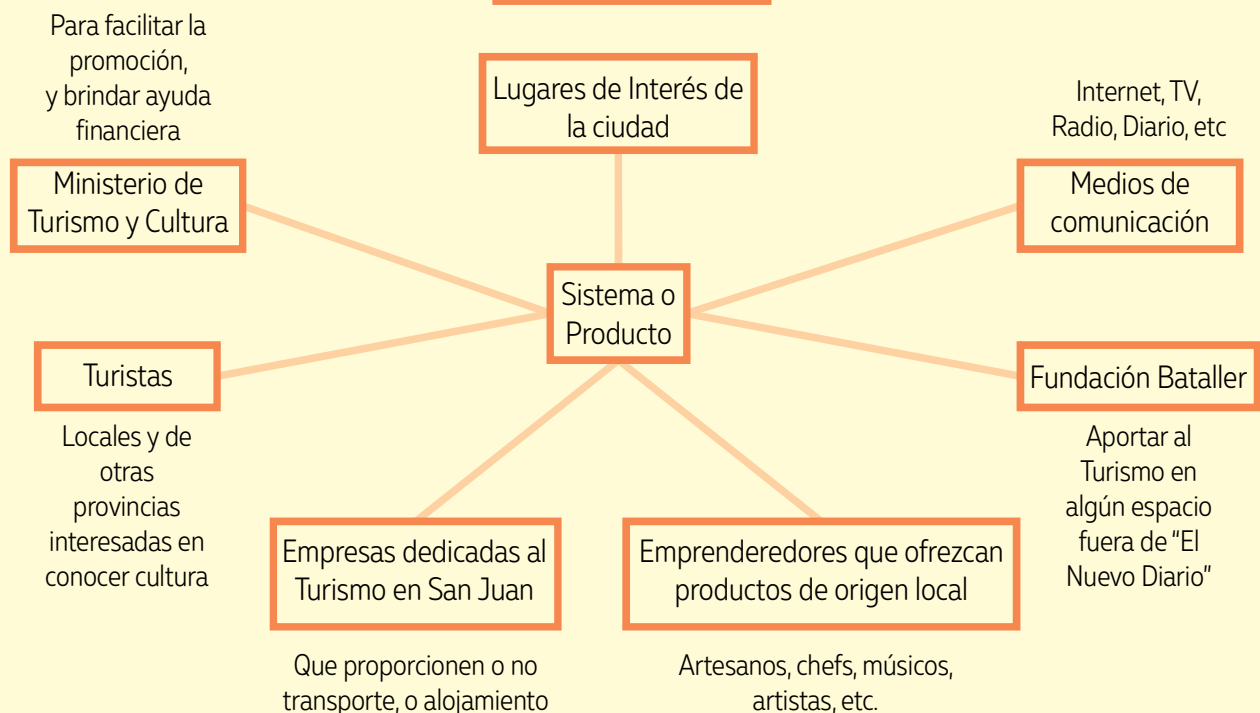 Para facilitar la
promoción,
y brindar ayuda
financiera
Ministerio de
Turismo y Cultura
Lugares de Interés de
la ciudad
Internet, TV,
Radio, Diario, etc
Medios de
comunicación
Sistema o
Producto
Turistas
Locales y de
otras
provincias
interesadas en
conocer cultura
Fundación Bataller
Aportar al
Turismo en
algún espacio
fuera de "El
Nuevo Diario"
Empresas dedicadas al
Turismo en San Juan
Que proporcionen o no
transporte, o alojamiento
Emprenderedores que ofrezcan
productos de origen local
Artesanos, chefs, músicos,
artistas, etc.